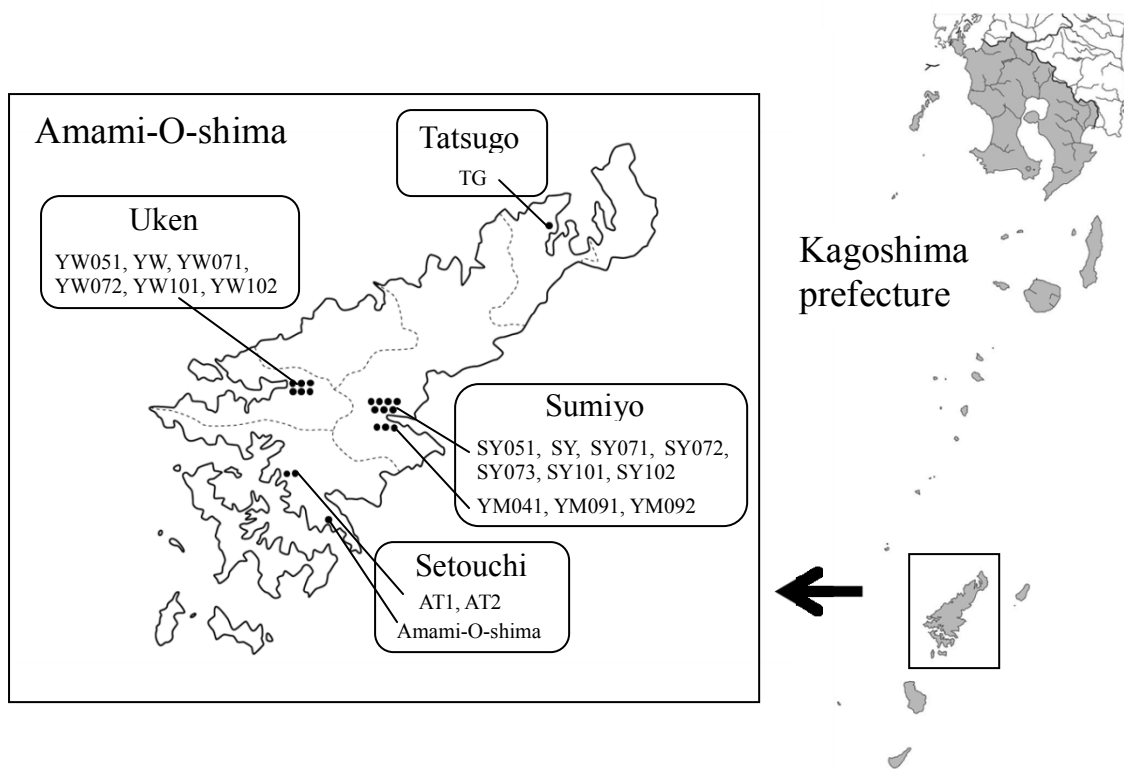 Amami-O-shima
Tatsugo
TG
Uken
YW051, YW, YW071,
YW072, YW101, YW102
Kagoshima
prefecture
Sumiyo
SY051, SY, SY071, SY072,
SY073, SY101, SY102
YM041, YM091, YM092
Setouchi
AT1, AT2
Amami-O-shima